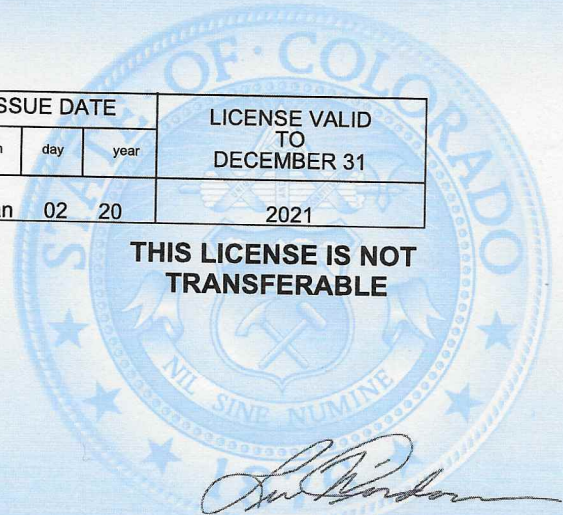 SSUE DATE
day year
an 02 20
LICENSE VALID
TO
DECEMBER 31
2021
THIS LICENSE IS NOT
TRANSFERABLE
STATE OF COLORADO
NIL SINE NUMINE